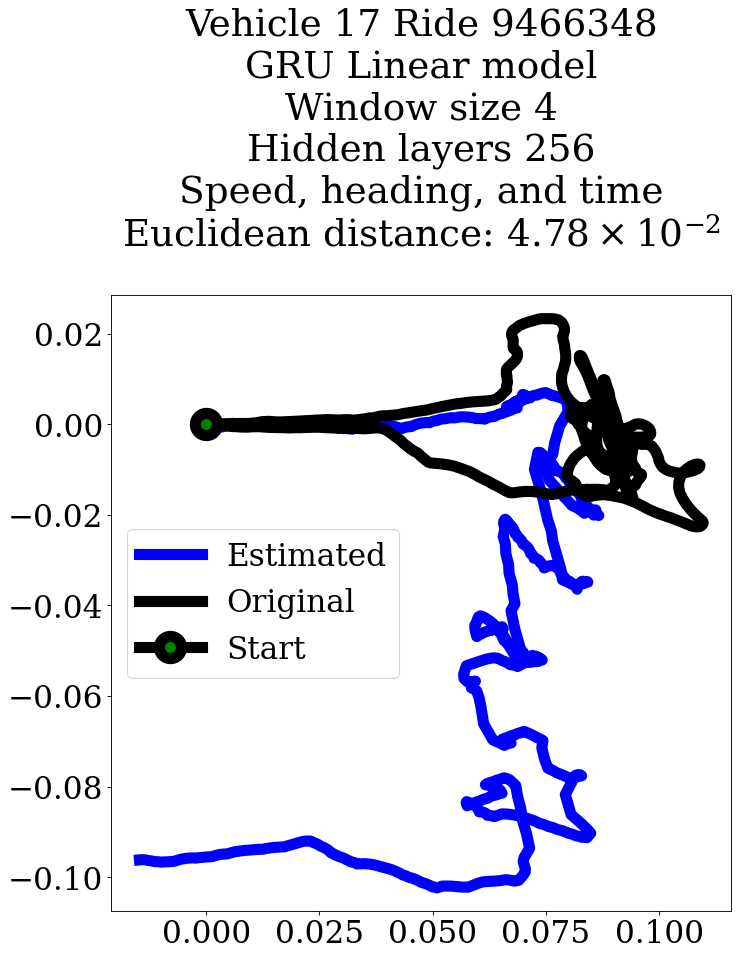 Vehicle 17 Ride 9466348
GRU Linear model
Window size 4
Hidden layers 256
Speed, heading, and time
Euclidean distance: 4.78 × 10⁻²
0.02
0.00
−0.02
−0.04
−0.06
−0.08
−0.10
Estimated
Original
Start
0.000 0.025 0.050 0.075 0.100